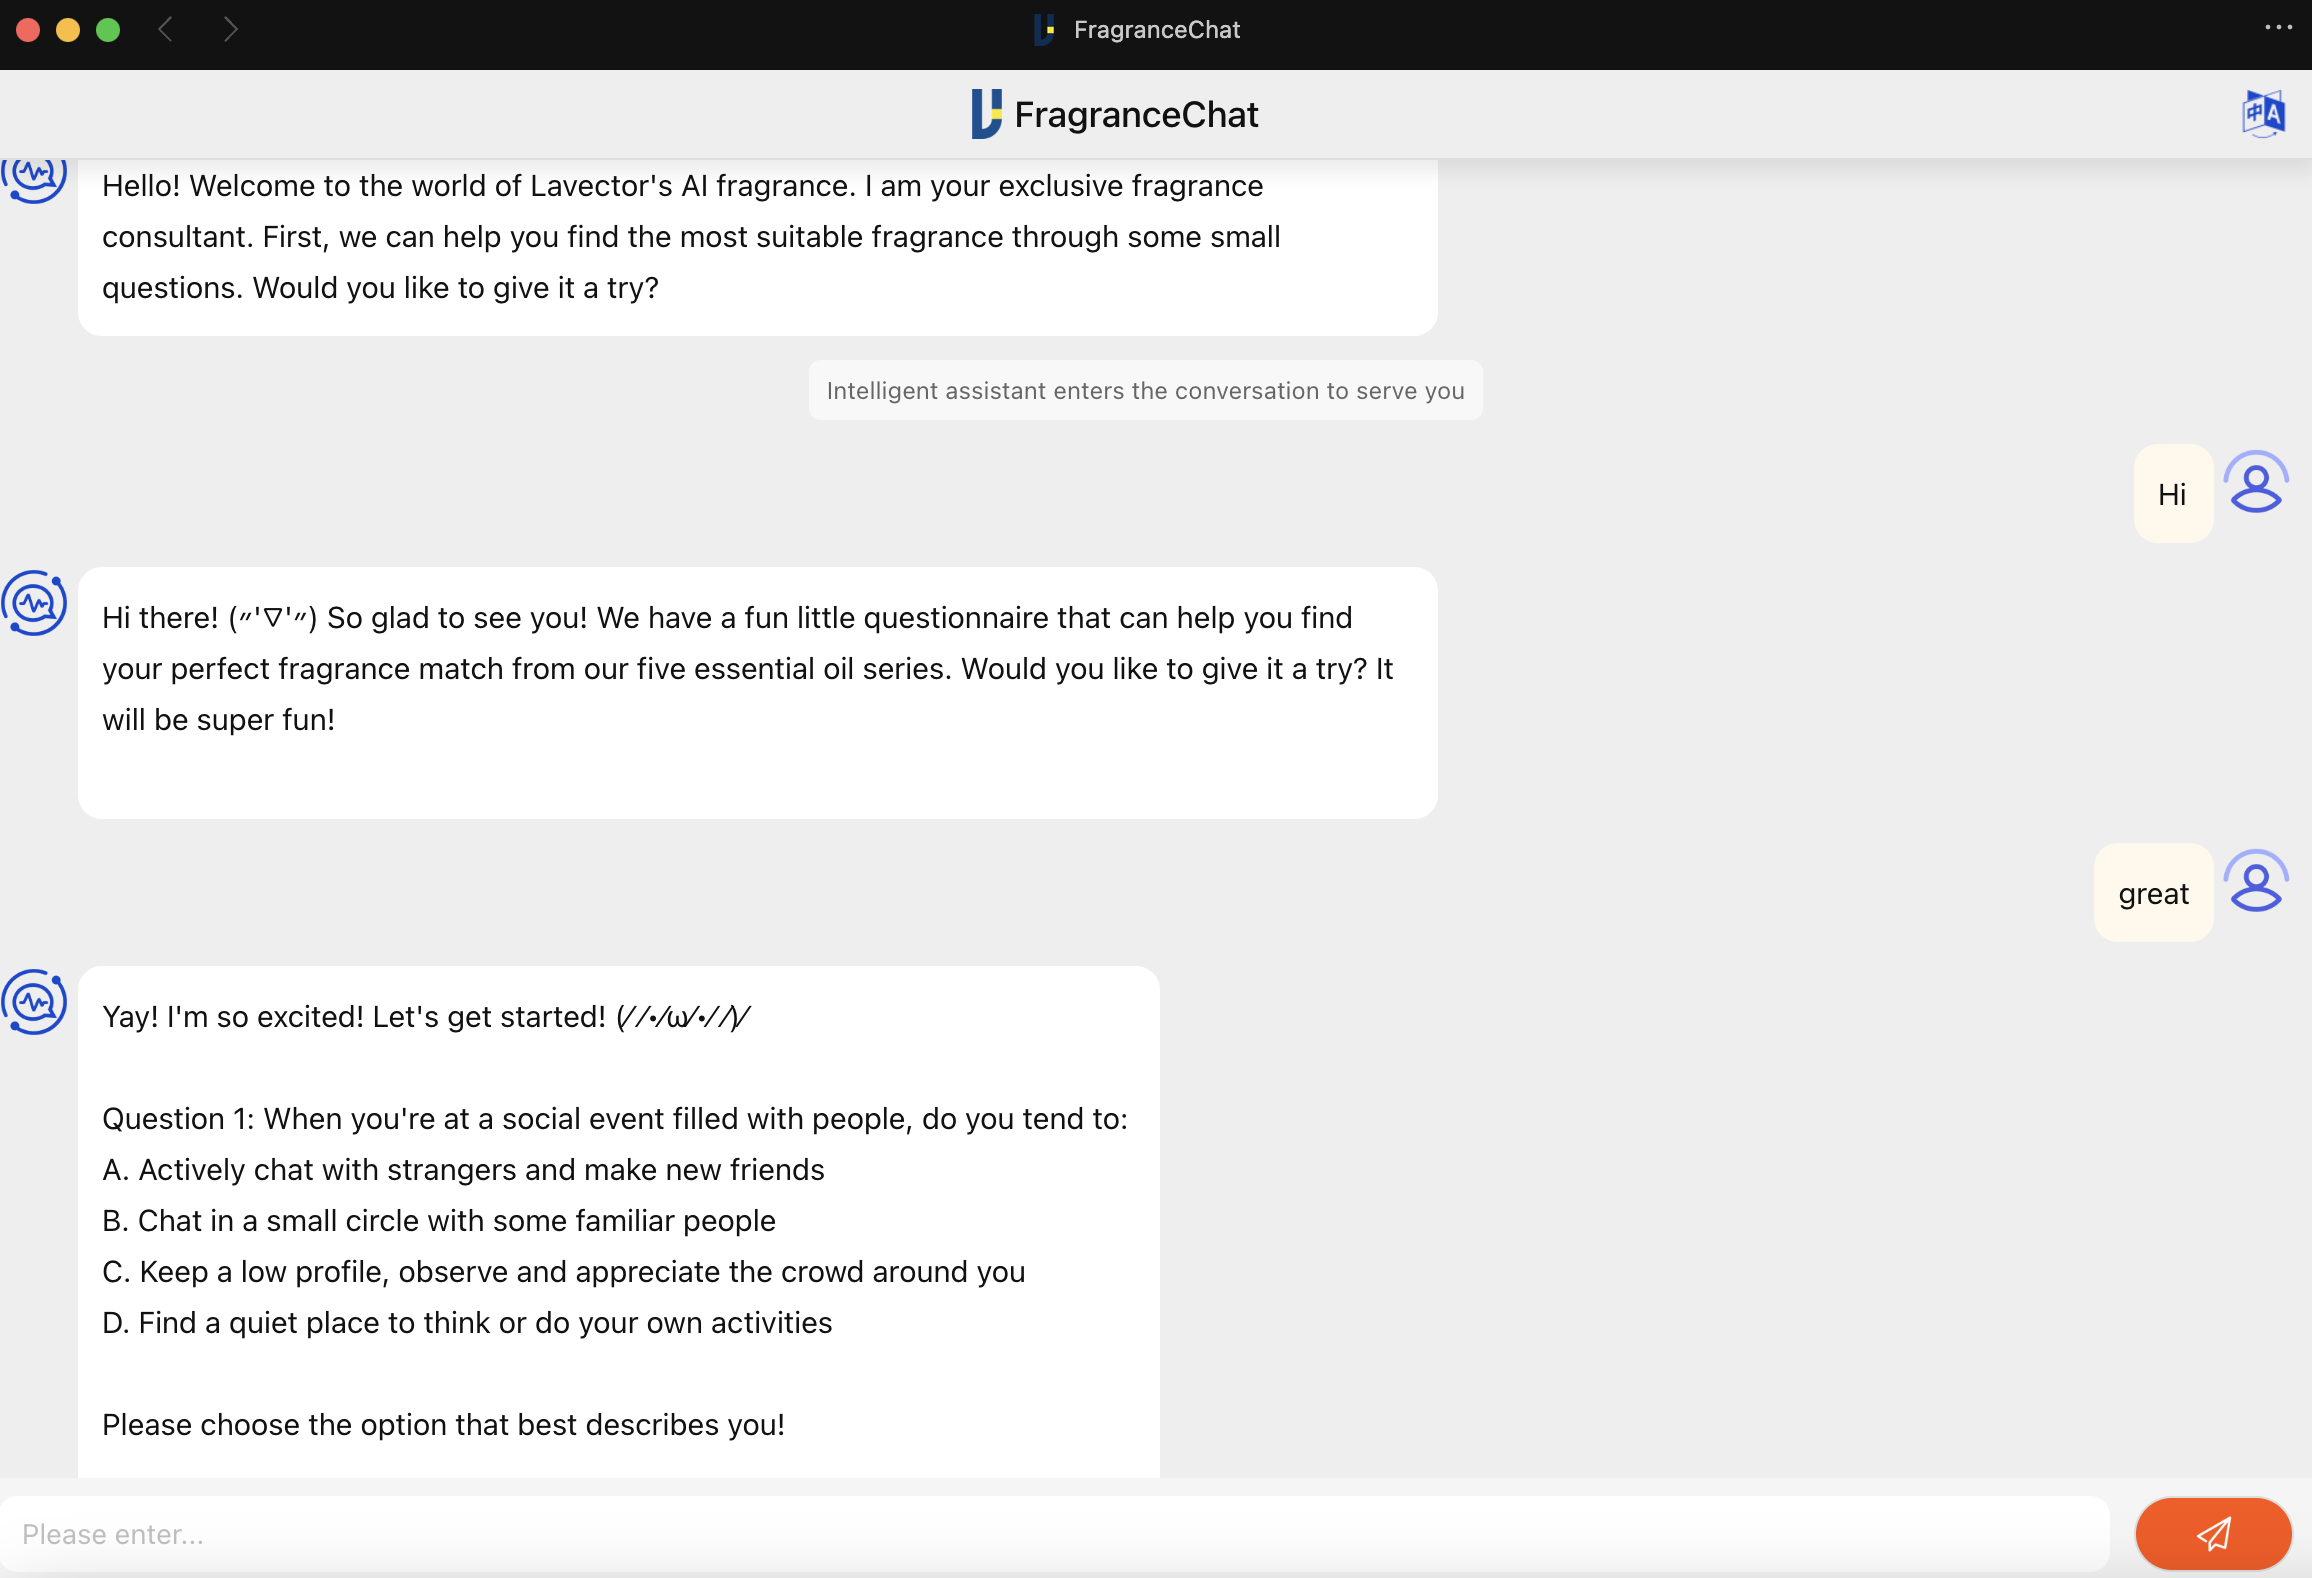 FragranceChat
FragranceChat
Hello! Welcome to the world of Lavector's AI fragrance. I am your exclusive fragrance
consultant. First, we can help you find the most suitable fragrance through some small
questions. Would you like to give it a try?
Intelligent assistant enters the conversation to serve you
Hi
Hi there! (〃'▽'〃) So glad to see you! We have a fun little questionnaire that can help you find
your perfect fragrance match from our five essential oil series. Would you like to give it a try? It
will be super fun!
great
Yay! I'm so excited! Let's get started! (⁄ ⁄•⁄ω⁄•⁄ ⁄)⁄
Question 1: When you're at a social event filled with people, do you tend to:
A. Actively chat with strangers and make new friends
B. Chat in a small circle with some familiar people
C. Keep a low profile, observe and appreciate the crowd around you
D. Find a quiet place to think or do your own activities
Please choose the option that best describes you!
Please enter...